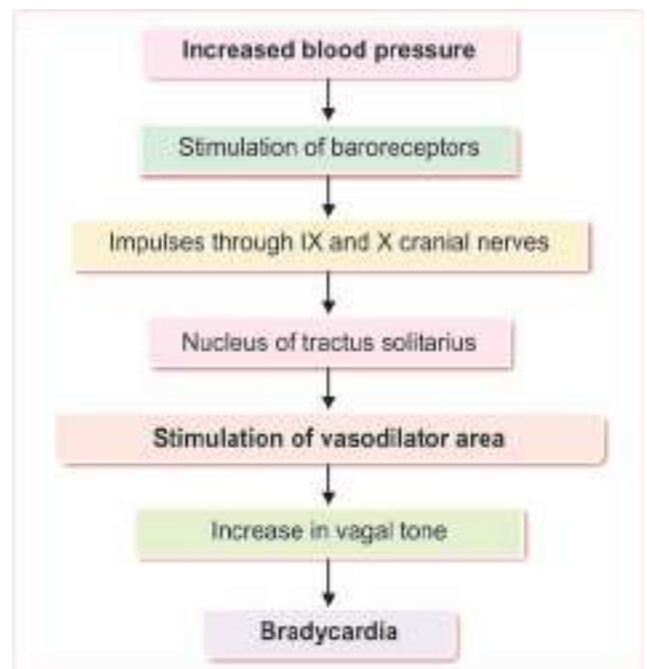 Increased blood pressure
Stimulation of baroreceptors
Impulses through IX and X cranial nerves
Nucleus of tractus solitarius
Stimulation of vasodilator area
Increase in vagal tone
Bradycardia